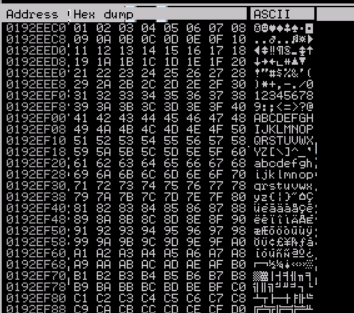 Address Hex dump ASCII
0192EEC0 01 02 03 04 05 06 07 08
0192EEC8 09 0A 0B 0C 0D 0E 0F 10
0192EED0 11 12 13 14 15 16 17 18
0192EED8 19 1A 1B 1C 1D 1E 1F 20
0192EEE0 21 22 23 24 25 26 27 28 !"#$%&'(
0192EEE8 29 2A 2B 2C 2D 2E 2F 30 )*+,-./0
0192EEF0 31 32 33 34 35 36 37 38 12345678
0192EEF8 39 3A 3B 3C 3D 3E 3F 40 9:;<=>?@
0192EF00 41 42 43 44 45 46 47 48 ABCDEFGH
0192EF08 49 4A 4B 4C 4D 4E 4F 50 IJKLMNOP
0192EF10 51 52 53 54 55 56 57 58 QRSTUVWX
0192EF18 59 5A 5B 5C 5D 5E 5F 60 YZ[\]^_`
0192EF20 61 62 63 64 65 66 67 68 abcdefgh
0192EF28 69 6A 6B 6C 6D 6E 6F 70 ijklmnop
0192EF30 71 72 73 74 75 76 77 78 qrstuvwx
0192EF38 79 7A 7B 7C 7D 7E 7F 80 yz{|}~⌂Ç
0192EF40 81 82 83 84 85 86 87 88 üéâäàåçê
0192EF48 89 8A 8B 8C 8D 8E 8F 90 ëèïîìÄÅÉ
0192EF50 91 92 93 94 95 96 97 98 æÆôöòûùÿ
0192EF58 99 9A 9B 9C 9D 9E 9F A0 ÖÜ¢£¥₧ƒá
0192EF60 A1 A2 A3 A4 A5 A6 A7 A8 íóúñÑªº¿
0192EF68 A9 AA AB AC AD AE AF B0 ⌐¬½¼¡«»░
0192EF70 B1 B2 B3 B4 B5 B6 B7 B8
0192EF78 B9 BA BB BC BD BE BF C0
0192EF80 C1 C2 C3 C4 C5 C6 C7 C8
0192EF88 C9 CA CB CC CD CE CF D0